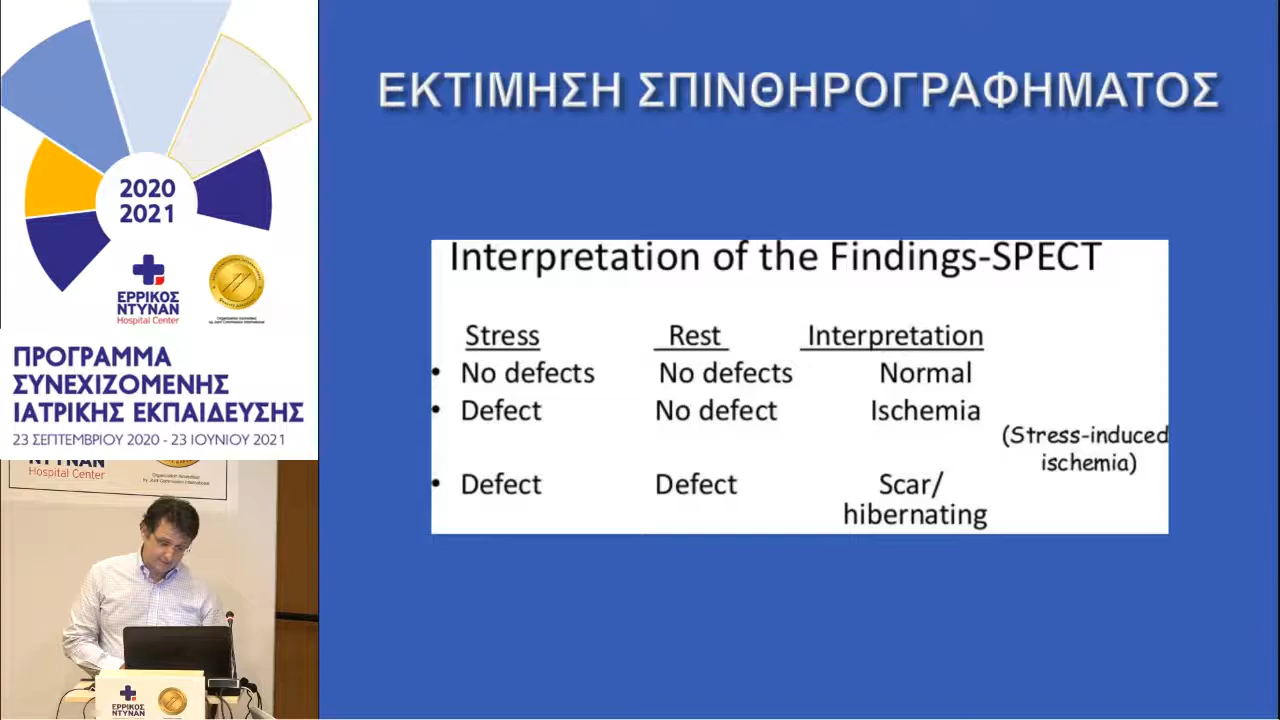 2020
2021
ΕΡΡΙΚΟΣ
ΝΤΥΝΑΝ
Hospital Center
ΠΡΟΓΡΑΜΜΑ
ΣΥΝΕΧΙΖΟΜΕΝΗΣ
ΙΑΤΡΙΚΗΣ ΕΚΠΑΙΔΕΥΣΗΣ
23 ΣΕΠΤΕΜΒΡΙΟΥ 2020 - 23 ΙΟΥΝΙΟΥ 2021
ΝΤΥΝΑΝ
Hospital Center
ΕΡΡΙΚΟΣ
ΝΤΥΝΑΝ
ΕΚΤΙΜΗΣΗ ΣΠΙΝΘΗΡΟΓΡΑΦΗΜΑΤΟΣ
Interpretation of the Findings-SPECT
Stress Rest Interpretation
• No defects No defects Normal
• Defect No defect Ischemia
(Stress-induced
ischemia)
• Defect Defect Scar/
hibernating